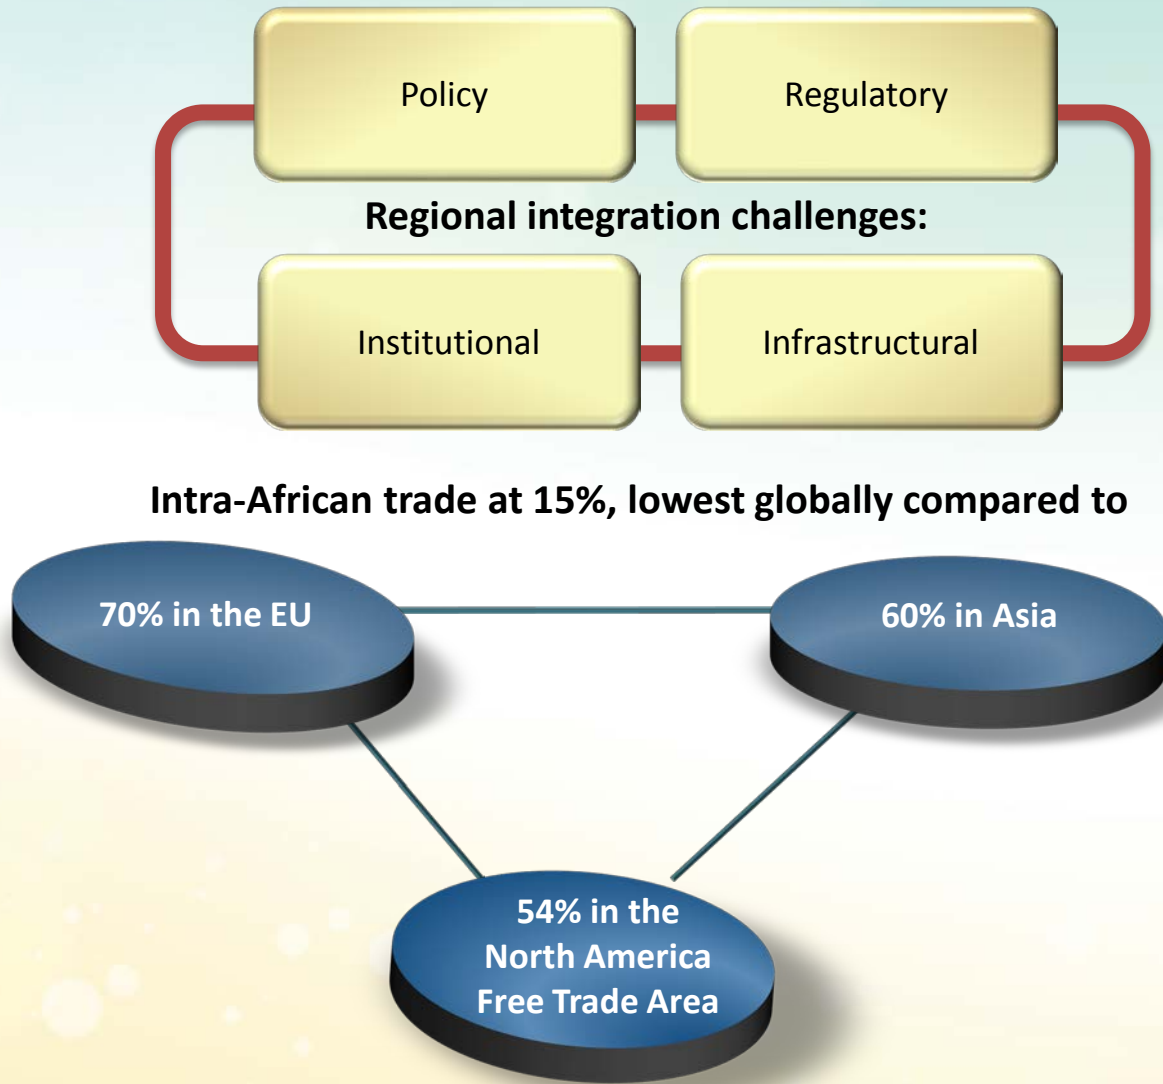 Policy
Regulatory
Regional integration challenges:
Institutional
Infrastructural
Intra-African trade at 15%, lowest globally compared to
70% in the EU
60% in Asia
54% in the
North America
Free Trade Area